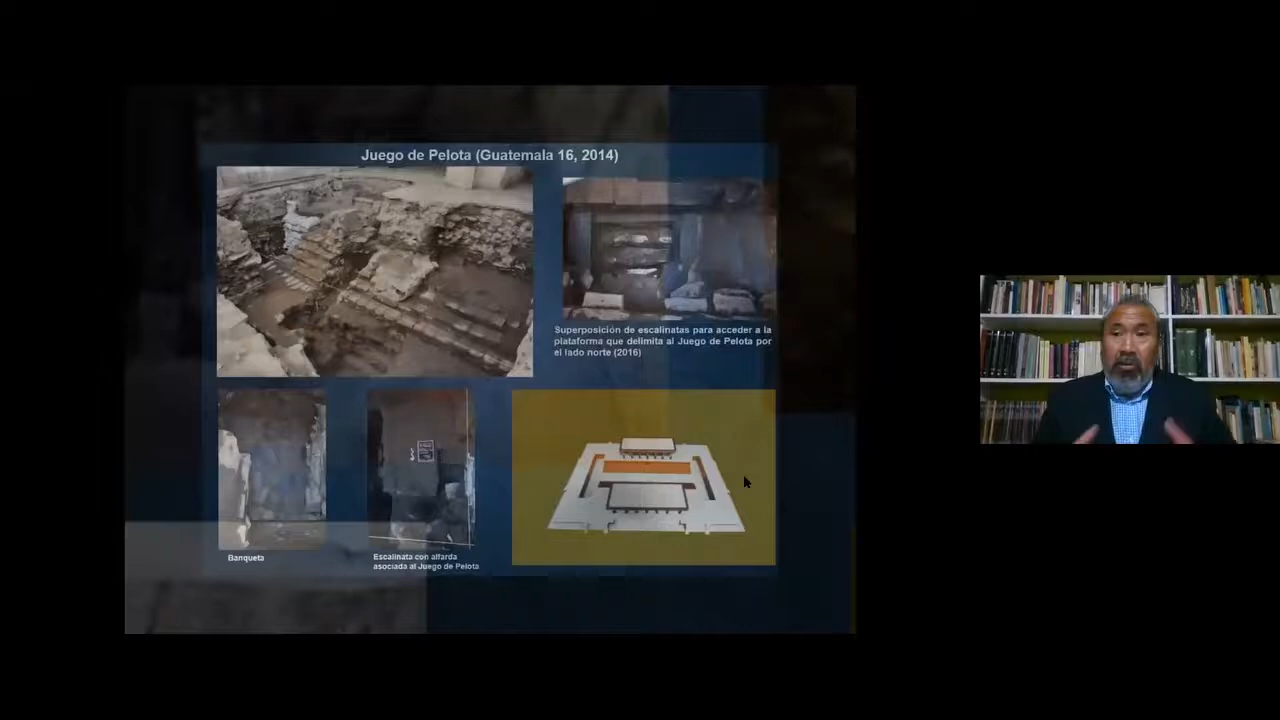 Juego de Pelota (Guatemala 16, 2014)
Superposición de escalinatas para acceder a la
plataforma que delimita al Juego de Pelota por
el lado norte (2016)
Banqueta
Escalinata con alfarda
asociada al Juego de Pelota